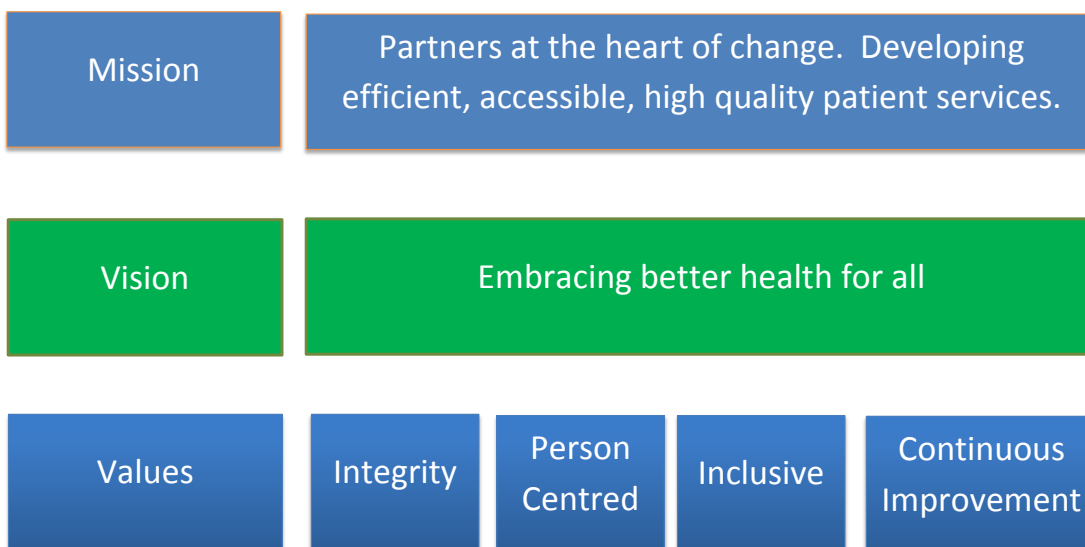 Mission
Partners at the heart of change.  Developing
efficient, accessible, high quality patient services.
Vision
Embracing better health for all
Values
Integrity
Person
Centred
Inclusive
Continuous
Improvement